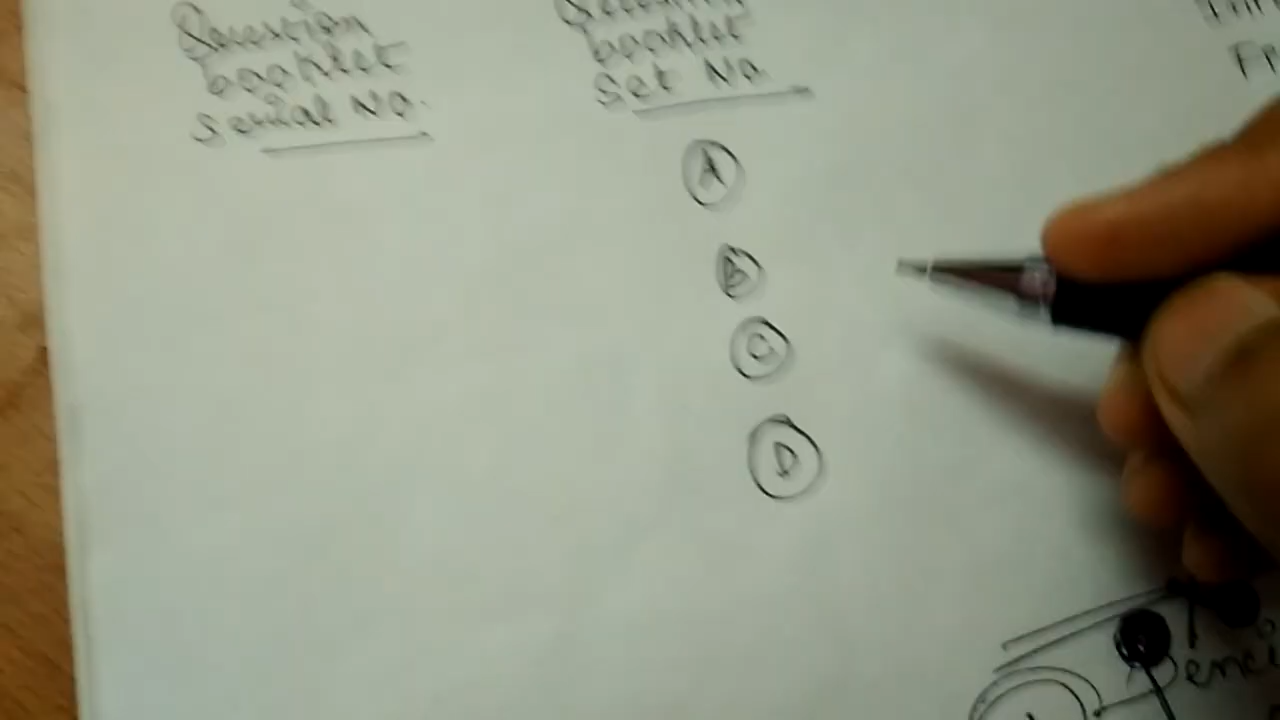 Question
booklet
Serial No.
booklet
Set No.
A
B
C
D